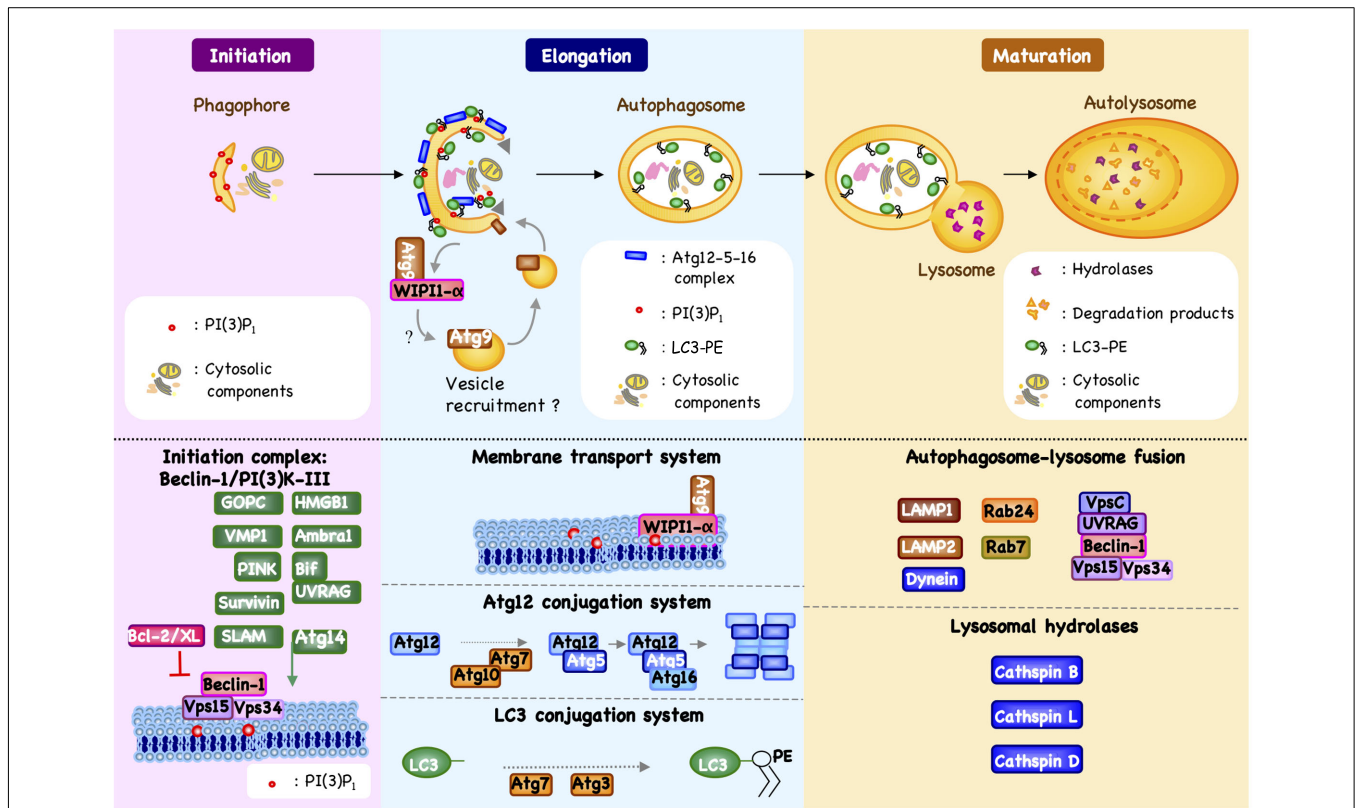 Initiation
Elongation
Maturation
Phagophore
Autophagosome
Autolysosome
Atg9
WIPI1-α
?
Atg9
Vesicle
recruitment ?
Lysosome
: PI(3)P1
: Cytosolic
components
: Atg12-5-16
complex
: PI(3)P1
: LC3-PE
: Cytosolic
components
: Hydrolases
: Degradation products
: LC3-PE
: Cytosolic
components
Initiation complex:
Beclin-1/PI(3)K-III
GOPC
HMGB1
VMP1
Ambra1
PINK
Bif
UVRAG
Survivin
Bcl-2/XL
SLAM
Atg14
Beclin-1
Vps15
Vps34
: PI(3)P1
Membrane transport system
Atg9
WIPI1-α
Atg12 conjugation system
Atg12
Atg7
Atg10
Atg12
Atg5
Atg12
Atg5
Atg16
LC3 conjugation system
LC3
Atg7
Atg3
LC3
PE
Autophagosome-lysosome fusion
LAMP1
Rab24
VpsC
UVRAG
LAMP2
Rab7
Beclin-1
Dynein
Vps15
Vps34
Lysosomal hydrolases
Cathspin B
Cathspin L
Cathspin D